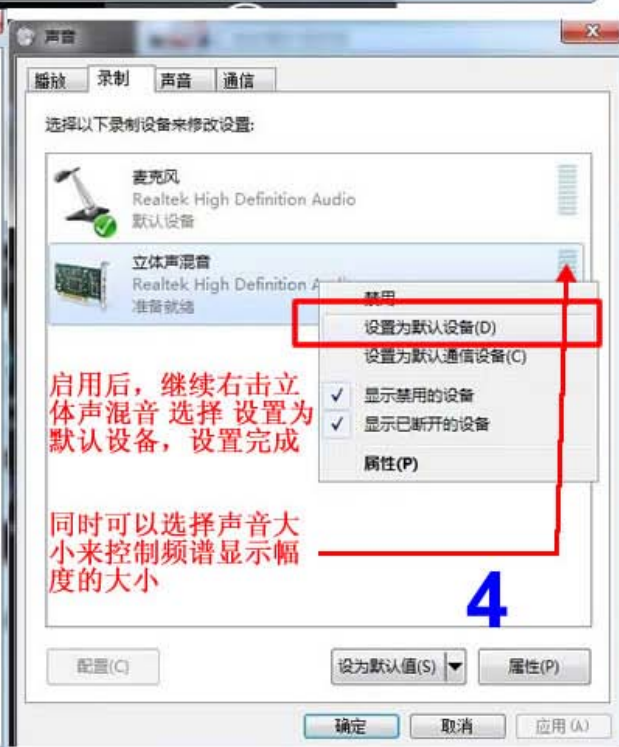 声音
播放 录制 声音 通信
选择以下录制设备来修改设置:
麦克风
Realtek High Definition Audio
默认设备
立体声混音
Realtek High Definition
准备就绪
禁用
设置为默认设备(D)
设置为默认通信设备(C)
显示禁用的设备
显示已断开的设备
属性(P)
启用后，继续右击立
体声混音 选择 设置为
默认设备，设置完成
同时可以选择声音大
小来控制频谱显示幅
度的大小
4
配置(C) 设为默认值(S) 属性(P)
确定 取消 应用(A)